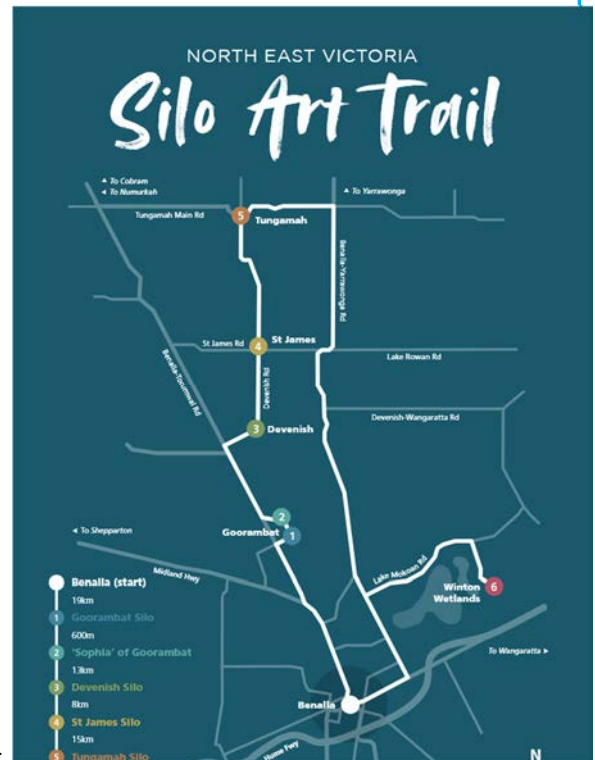 NORTH EAST VICTORIA
Silo Art Trail
▲ To Cobram
◄ To Numurkah
▲ To Yarrawonga
Tungamah Main Rd
5
Tungamah
Benalla-Yarrawonga Rd
St James Rd
4
St James
Lake Rowan Rd
Benalla-Tocumwal Rd
Devenish Rd
Devenish-Wangaratta Rd
3
Devenish
2
Goorambat
1
◄ To Shepparton
Midland Hwy
Lake Mokoan Rd
Winton
Wetlands
6
To Wangaratta ►
Benalla
Hume Fwy
N
Benalla (start)
19km
1 Goorambat Silo
600m
2 'Sophia' of Goorambat
13km
3 Devenish Silo
8km
4 St James Silo
15km
5 Tungamah Silo